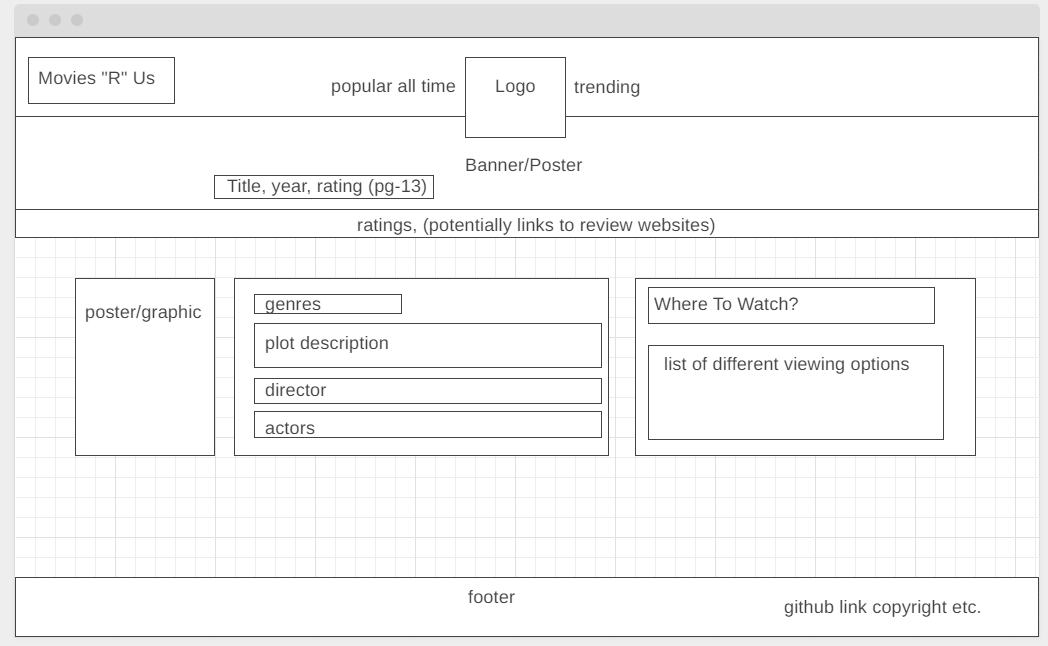 Movies "R" Us
popular all time
Logo
trending
Banner/Poster
Title, year, rating (pg-13)
ratings, (potentially links to review websites)
poster/graphic
genres
plot description
director
actors
Where To Watch?
list of different viewing options
footer
github link copyright etc.